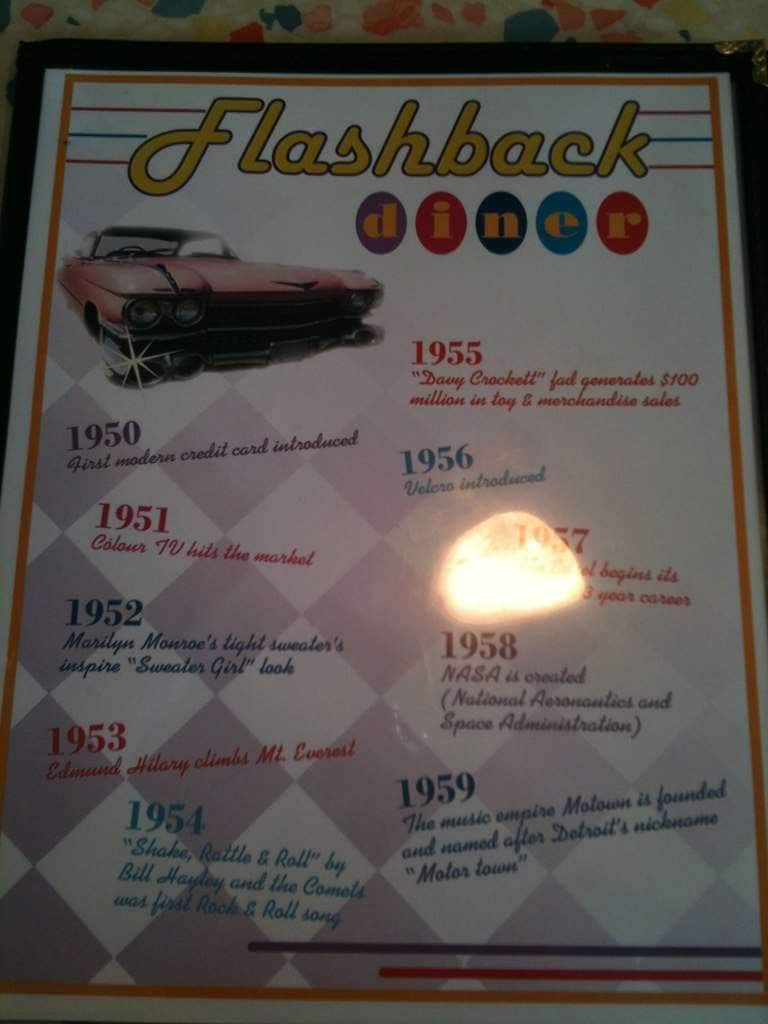 Flashback
diner
1950
First modern credit card introduced
1951
Colour TV hits the market
1952
Marilyn Monroe's tight sweater's
inspire "Sweater Girl" look
1953
Edmund Hilary climbs Mt. Everest
1954
"Shake, Rattle & Roll" by
Bill Hayley and the Comets
was first Rock & Roll song
1955
"Davy Crockett" fad generates $100
million in toy & merchandise sales
1956
Velcro introduced
1957
begins its
3 year career
1958
NASA is created
(National Aeronautics and
Space Administration)
1959
The music empire Motown is founded
and named after Detroit's nickname
"Motor town"